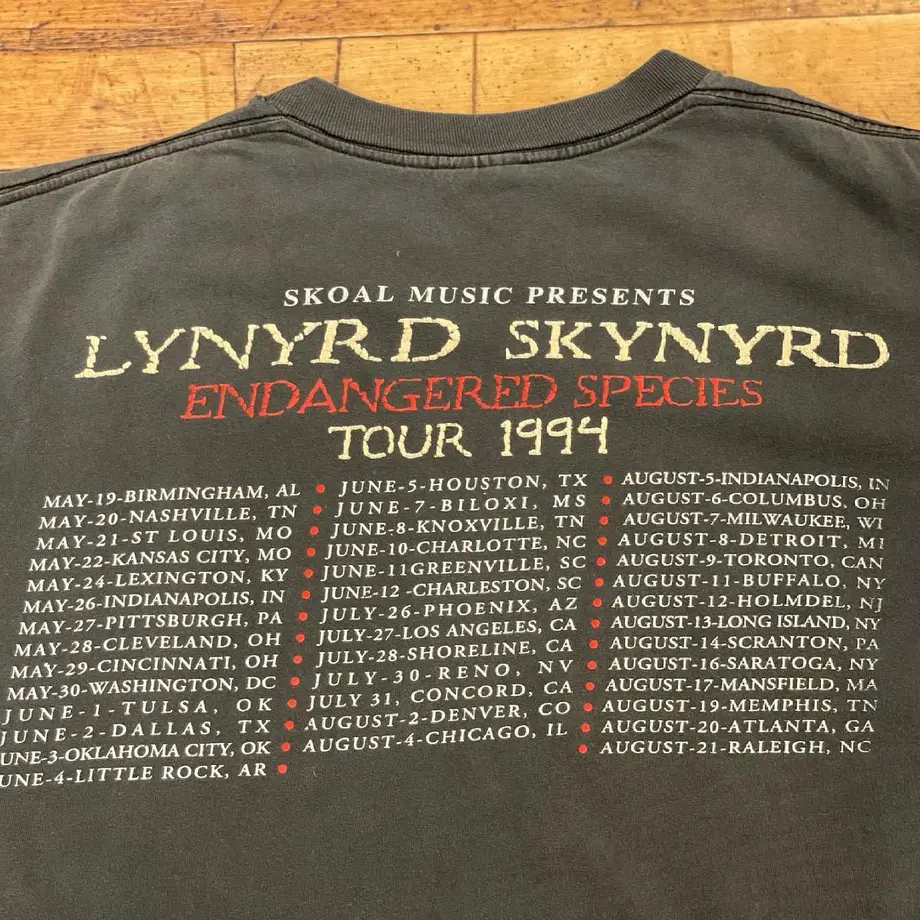 SKOAL MUSIC PRESENTS
LYNYRD SKYNYRD
ENDANGERED SPECIES
TOUR 1994
MAY-19-BIRMINGHAM, AL
MAY-20-NASHVILLE, TN
MAY-21-ST LOUIS, MO
MAY-22-KANSAS CITY, MO
MAY-24-LEXINGTON, KY
MAY-26-INDIANAPOLIS, IN
MAY-27-PITTSBURGH, PA
MAY-28-CLEVELAND, OH
MAY-29-CINCINNATI, OH
MAY-30-WASHINGTON, DC
JUNE-1-TULSA, OK
JUNE-2-DALLAS, TX
UNE-3-OKLAHOMA CITY, OK
UNE-4-LITTLE ROCK, AR
JUNE-5-HOUSTON, TX
JUNE-7-BILOXI, MS
JUNE-8-KNOXVILLE, TN
JUNE-10-CHARLOTTE, NC
JUNE-11GREENVILLE, SC
JUNE-12-CHARLESTON, SC
JULY-26-PHOENIX, AZ
JULY-27-LOS ANGELES, CA
JULY-28-SHORELINE, CA
JULY-30-RENO, NV
JULY 31, CONCORD, CA
AUGUST-2-DENVER, CO
AUGUST-4-CHICAGO, IL
AUGUST-5-INDIANAPOLIS, IN
AUGUST-6-COLUMBUS, OH
AUGUST-7-MILWAUKEE, WI
AUGUST-8-DETROIT, MI
AUGUST-9-TORONTO, CAN
AUGUST-11-BUFFALO, NY
AUGUST-12-HOLMDEL, NJ
AUGUST-13-LONG ISLAND, NY
AUGUST-14-SCRANTON, PA
AUGUST-16-SARATOGA, NY
AUGUST-17-MANSFIELD, MA
AUGUST-19-MEMPHIS, TN
AUGUST-20-ATLANTA, GA
AUGUST-21-RALEIGH, NC